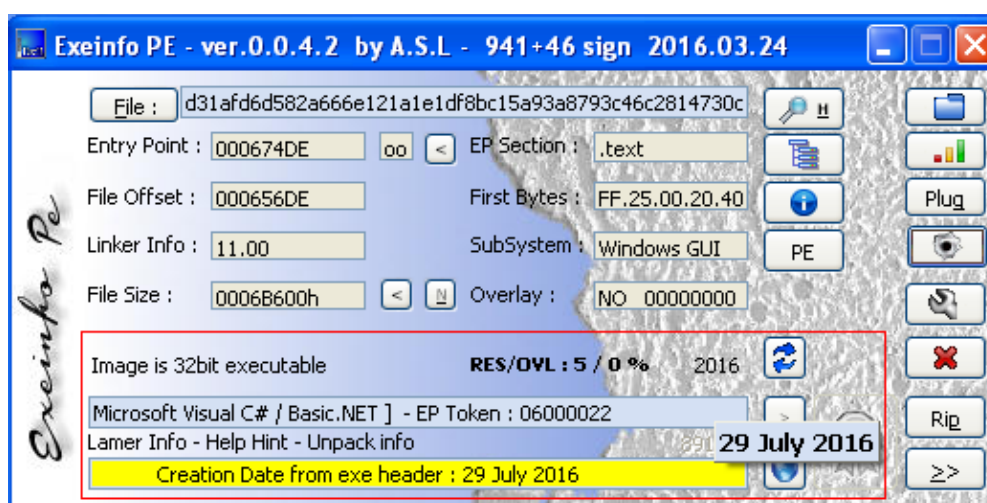 Exeinfo PE - ver.0.0.4.2 by A.S.L - 941+46 sign 2016.03.24
File : d31afd6d582a666e121a1e1df8bc15a93a8793c46c2814730c
H
Entry Point : 000674DE oo < EP Section : .text
File Offset : 000656DE First Bytes : FF.25.00.20.40
Plug
Linker Info : 11.00 SubSystem : Windows GUI PE
File Size : 0006B600h < N Overlay : NO 00000000
Exeinfo Pe
Image is 32bit executable RES/OVL : 5 / 0 % 2016
Microsoft Visual C# / Basic.NET ] - EP Token : 06000022 >
Rip
Lamer Info - Help Hint - Unpack info
29 July 2016
Creation Date from exe header : 29 July 2016
>>